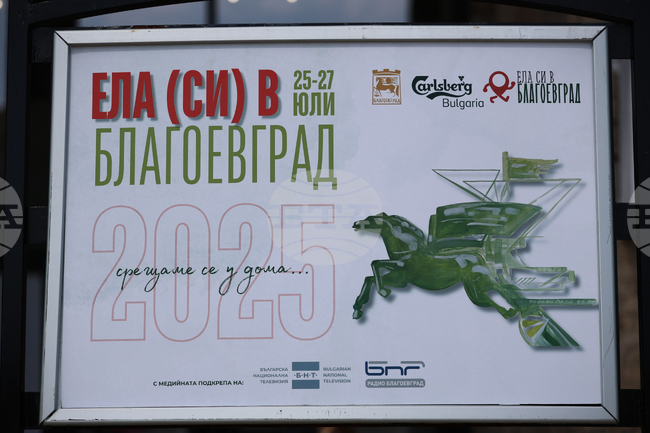 ЕЛА (СИ) В
25-27
ЮЛИ
БЛАГОЕВГРАД
2025
срещаме се у дома...
БЛАГОЕВГРАД
Carlsberg
Bulgaria
ЕЛА СИ В
БЛАГОЕВГРАД
С МЕДИЙНАТА ПОДКРЕПА НА:
БЪЛГАРСКА
НАЦИОНАЛНА
ТЕЛЕВИЗИЯ
·Б·Н·Т·
BULGARIAN
NATIONAL
TELEVISION
бнр
РАДИО БЛАГОЕВГРАД